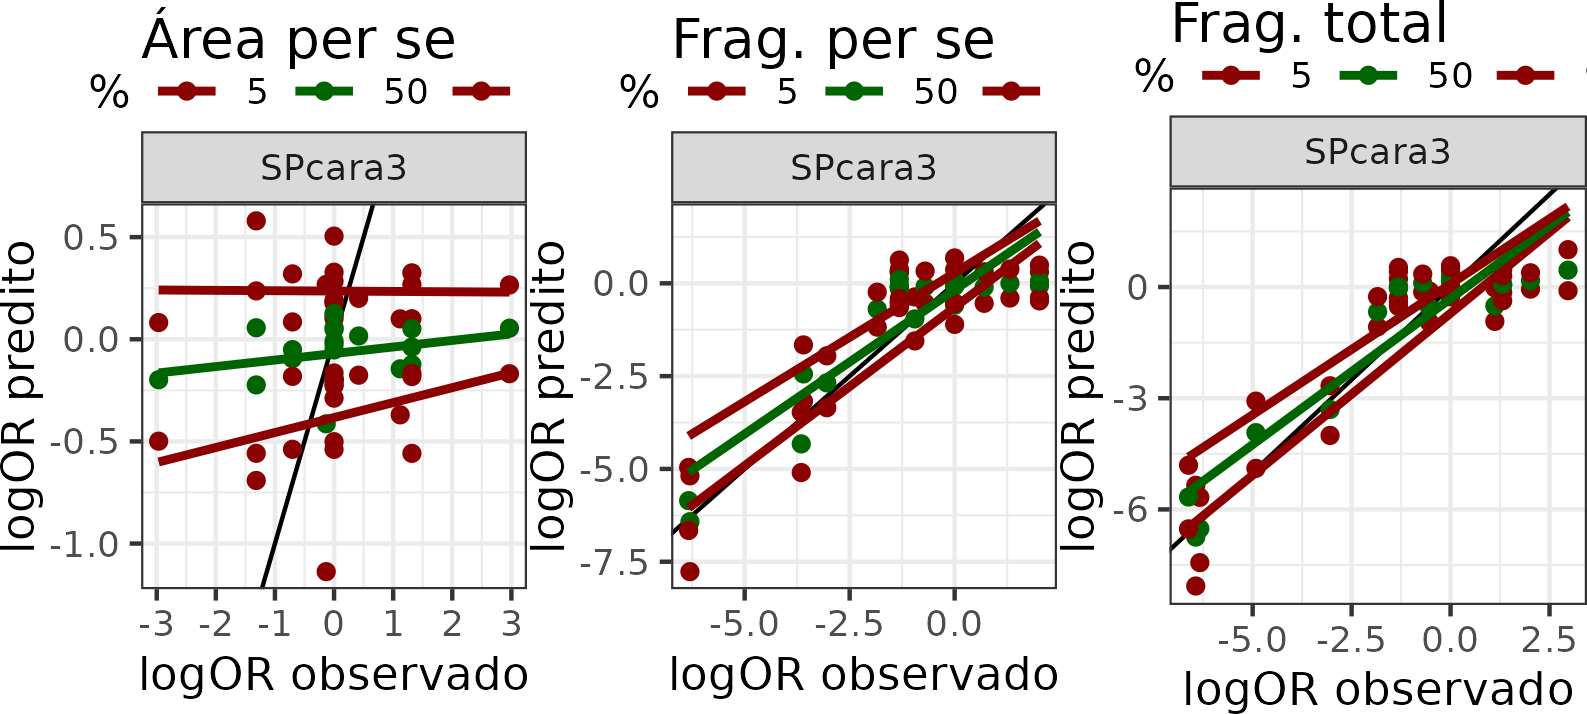 Área per se
% 5 50
SPcara3
0.5
0.0
-0.5
-1.0
logOR predito
-3 -2 -1 0 1 2 3
logOR observado
Frag. per se
% 5 50
SPcara3
0.0
-2.5
-5.0
-7.5
logOR predito
-5.0 -2.5 0.0
logOR observado
Frag. total
% 5 50
SPcara3
0
-3
-6
logOR predito
-5.0 -2.5 0.0 2.5
logOR observado